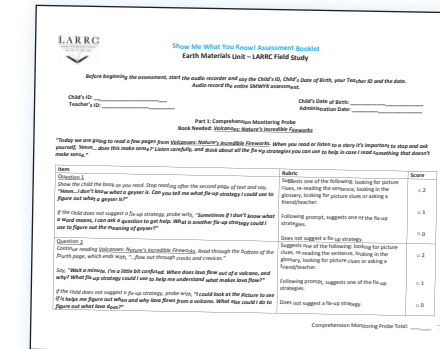 LARRC
Show Me What You Know! Assessment Booklet
Earth Materials Unit – LARRC Field Study
Before beginning the assessment, start the audio recorder and say the Child's ID, Child's Date of Birth, your Teacher ID and the date.
Audio record the entire SMWYK assessment.
Child's ID: ____________________
Child's Date of Birth: ______________
Teacher's ID: ____________________
Administration Date: ______________
Part 1: Comprehension Monitoring Probe
Book Needed: Volcanoes: Nature's Incredible Fireworks
"Today we are going to read a few pages from Volcanoes: Nature's Incredible Fireworks. When you read or listen to a story it's important to stop and ask
yourself, 'Hmm... does this make sense?' Listen carefully, and think about all the fix-up strategies you can use to help in case I read something that doesn't
make sense."
Item Rubric Score
Question 1
Show the child the book as you read. Stop reading after the second page of text and say,
"Hmm...I don't know what a geyser is. Can you tell me what fix-up strategy I could use to
figure out what a geyser is?"
If the child does not suggest a fix-up strategy, probe with, "Sometimes if I don't know what
a word means, I can ask a question to get help. What is another fix-up strategy could I
use to figure out the meaning of geyser?"
Suggests one of the following: looking for picture
clues, re-reading the sentence, looking in the
glossary, looking for picture clues or asking a
friend/teacher.
○ 2
Following prompt, suggests one of the fix-up
strategies.
○ 1
Does not suggest a fix-up strategy.
○ 0
Question 2
Continue reading Volcanoes: Nature's Incredible Fireworks. Read through the bottom of the
fourth page, which ends with, "...flow out through cracks and crevices."
Say, "Wait a minute, I'm a little bit confused. When does lava flow out of a volcano, and
why? What fix-up strategy could I use to help me understand what makes lava flow?"
If the child does not suggest a fix-up strategy, probe with, "I could look at the Picture to see
if it helps me figure out when and why lava flows from a volcano. What else could I do to
figure out what lava does?"
Suggests one of the following: looking for picture
clues, re-reading the sentence, looking in the
glossary, looking for picture clues or asking a
friend/teacher.
○ 2
Following prompt, suggests one of the fix-up
strategies.
○ 1
Does not suggest a fix-up strategy.
○ 0
Comprehension Monitoring Probe Total: _____